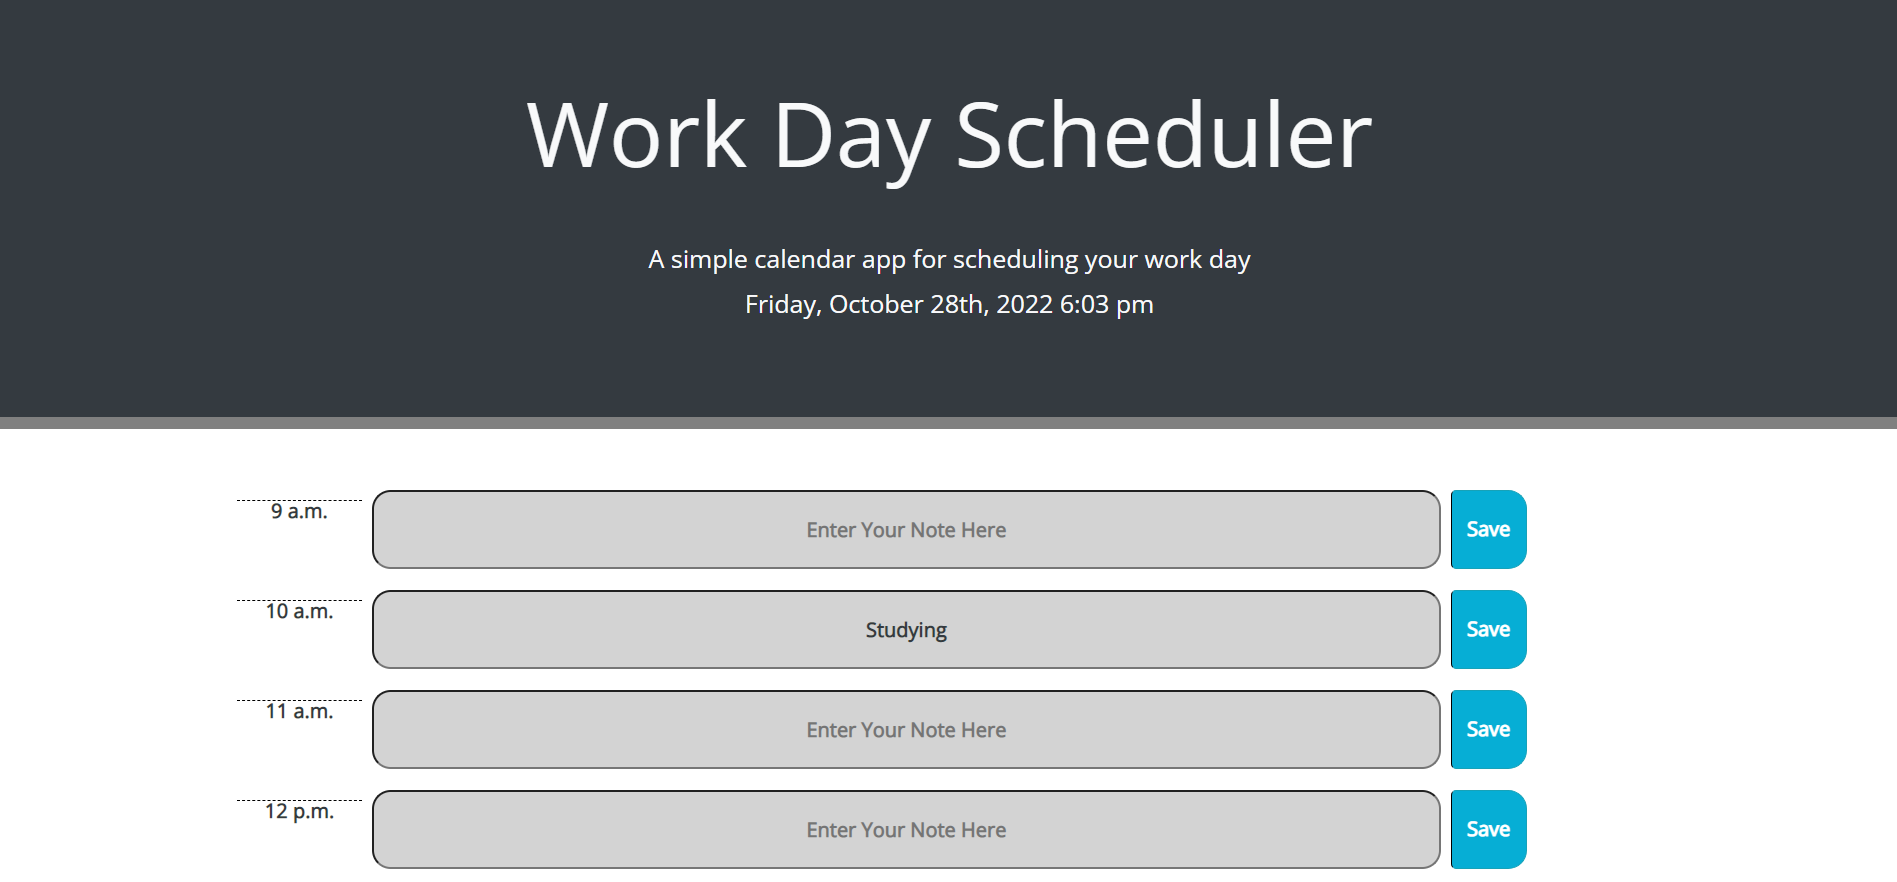 Work Day Scheduler
A simple calendar app for scheduling your work day
Friday, October 28th, 2022 6:03 pm
9 a.m. Enter Your Note Here Save
10 a.m. Studying Save
11 a.m. Enter Your Note Here Save
12 p.m. Enter Your Note Here Save